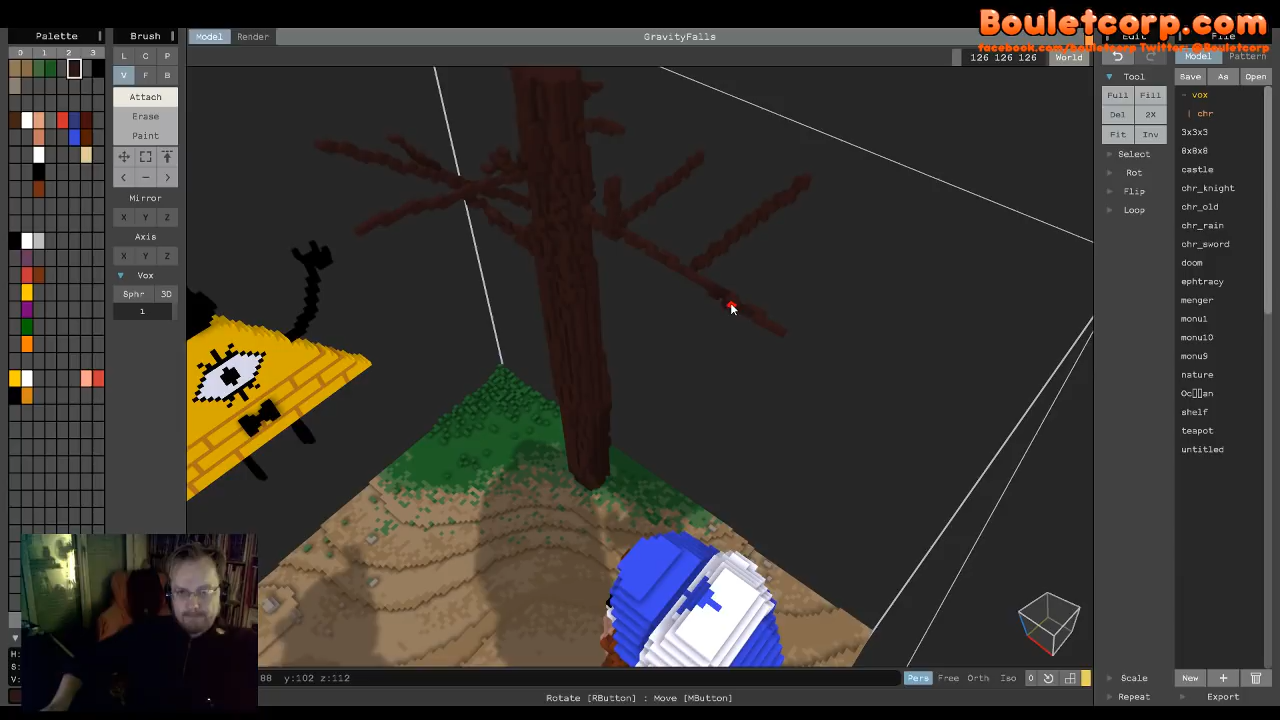 Bouletcorp.com
facebook.com/bouletcorp Twitter @Bouletcorp
Palette
Brush
Model
Render
GravityFalls
Edit
File
0 1 2 3
L C P
V F B
126 126 126
World
Model
Pattern
Attach
Erase
Paint
Mirror
X Y Z
Axis
X Y Z
Vox
Sphr 3D
1
Tool
Full Fill
Del 2X
Fit Inv
Select
Rot
Flip
Loop
Save As Open
- vox
| chr
3x3x3
8x8x8
castle
chr_knight
chr_old
chr_rain
chr_sword
doom
ephtracy
menger
monu1
monu10
monu9
nature
Oc▯▯an
shelf
teapot
untitled
H:
S:
88 y:102 z:112
Pers Free Orth Iso 0
Scale
New + 
Rotate [RButton] : Move [MButton]
Repeat
Export